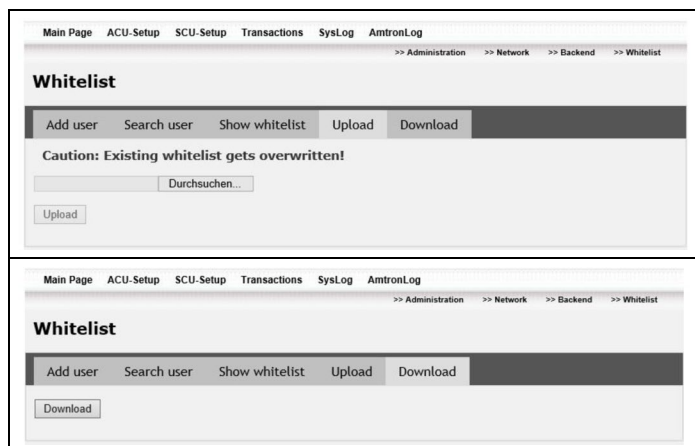 Main Page ACU-Setup SCU-Setup Transactions SysLog AmtronLog
>> Administration >> Network >> Backend >> Whitelist
Whitelist
Add user Search user Show whitelist Upload Download
Caution: Existing whitelist gets overwritten!
Durchsuchen...
Upload
Main Page ACU-Setup SCU-Setup Transactions SysLog AmtronLog
>> Administration >> Network >> Backend >> Whitelist
Whitelist
Add user Search user Show whitelist Upload Download
Download